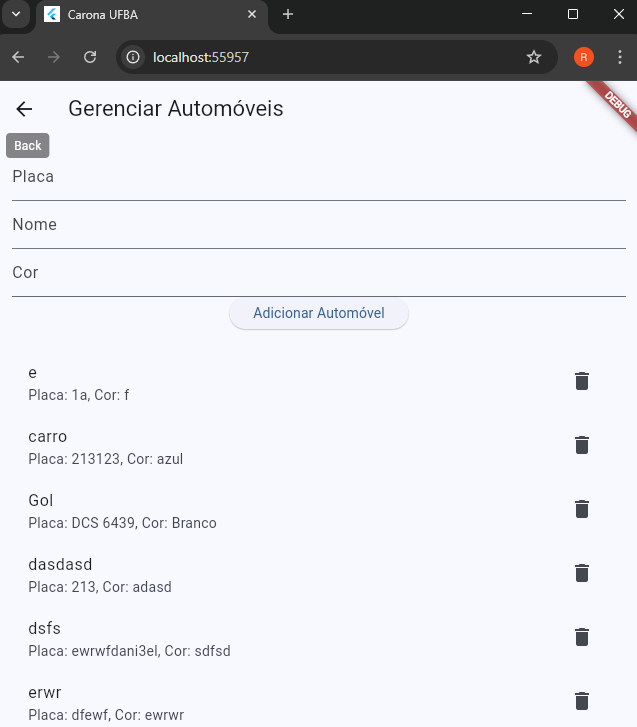 Carona UFBA
localhost:55957
R
Gerenciar Automóveis
DEBUG
Back
Placa
Nome
Cor
Adicionar Automóvel
e
Placa: 1a, Cor: f
carro
Placa: 213123, Cor: azul
Gol
Placa: DCS 6439, Cor: Branco
dasdasd
Placa: 213, Cor: adasd
dsfs
Placa: ewrwfdani3el, Cor: sdfsd
erwr
Placa: dfewf, Cor: ewrwr